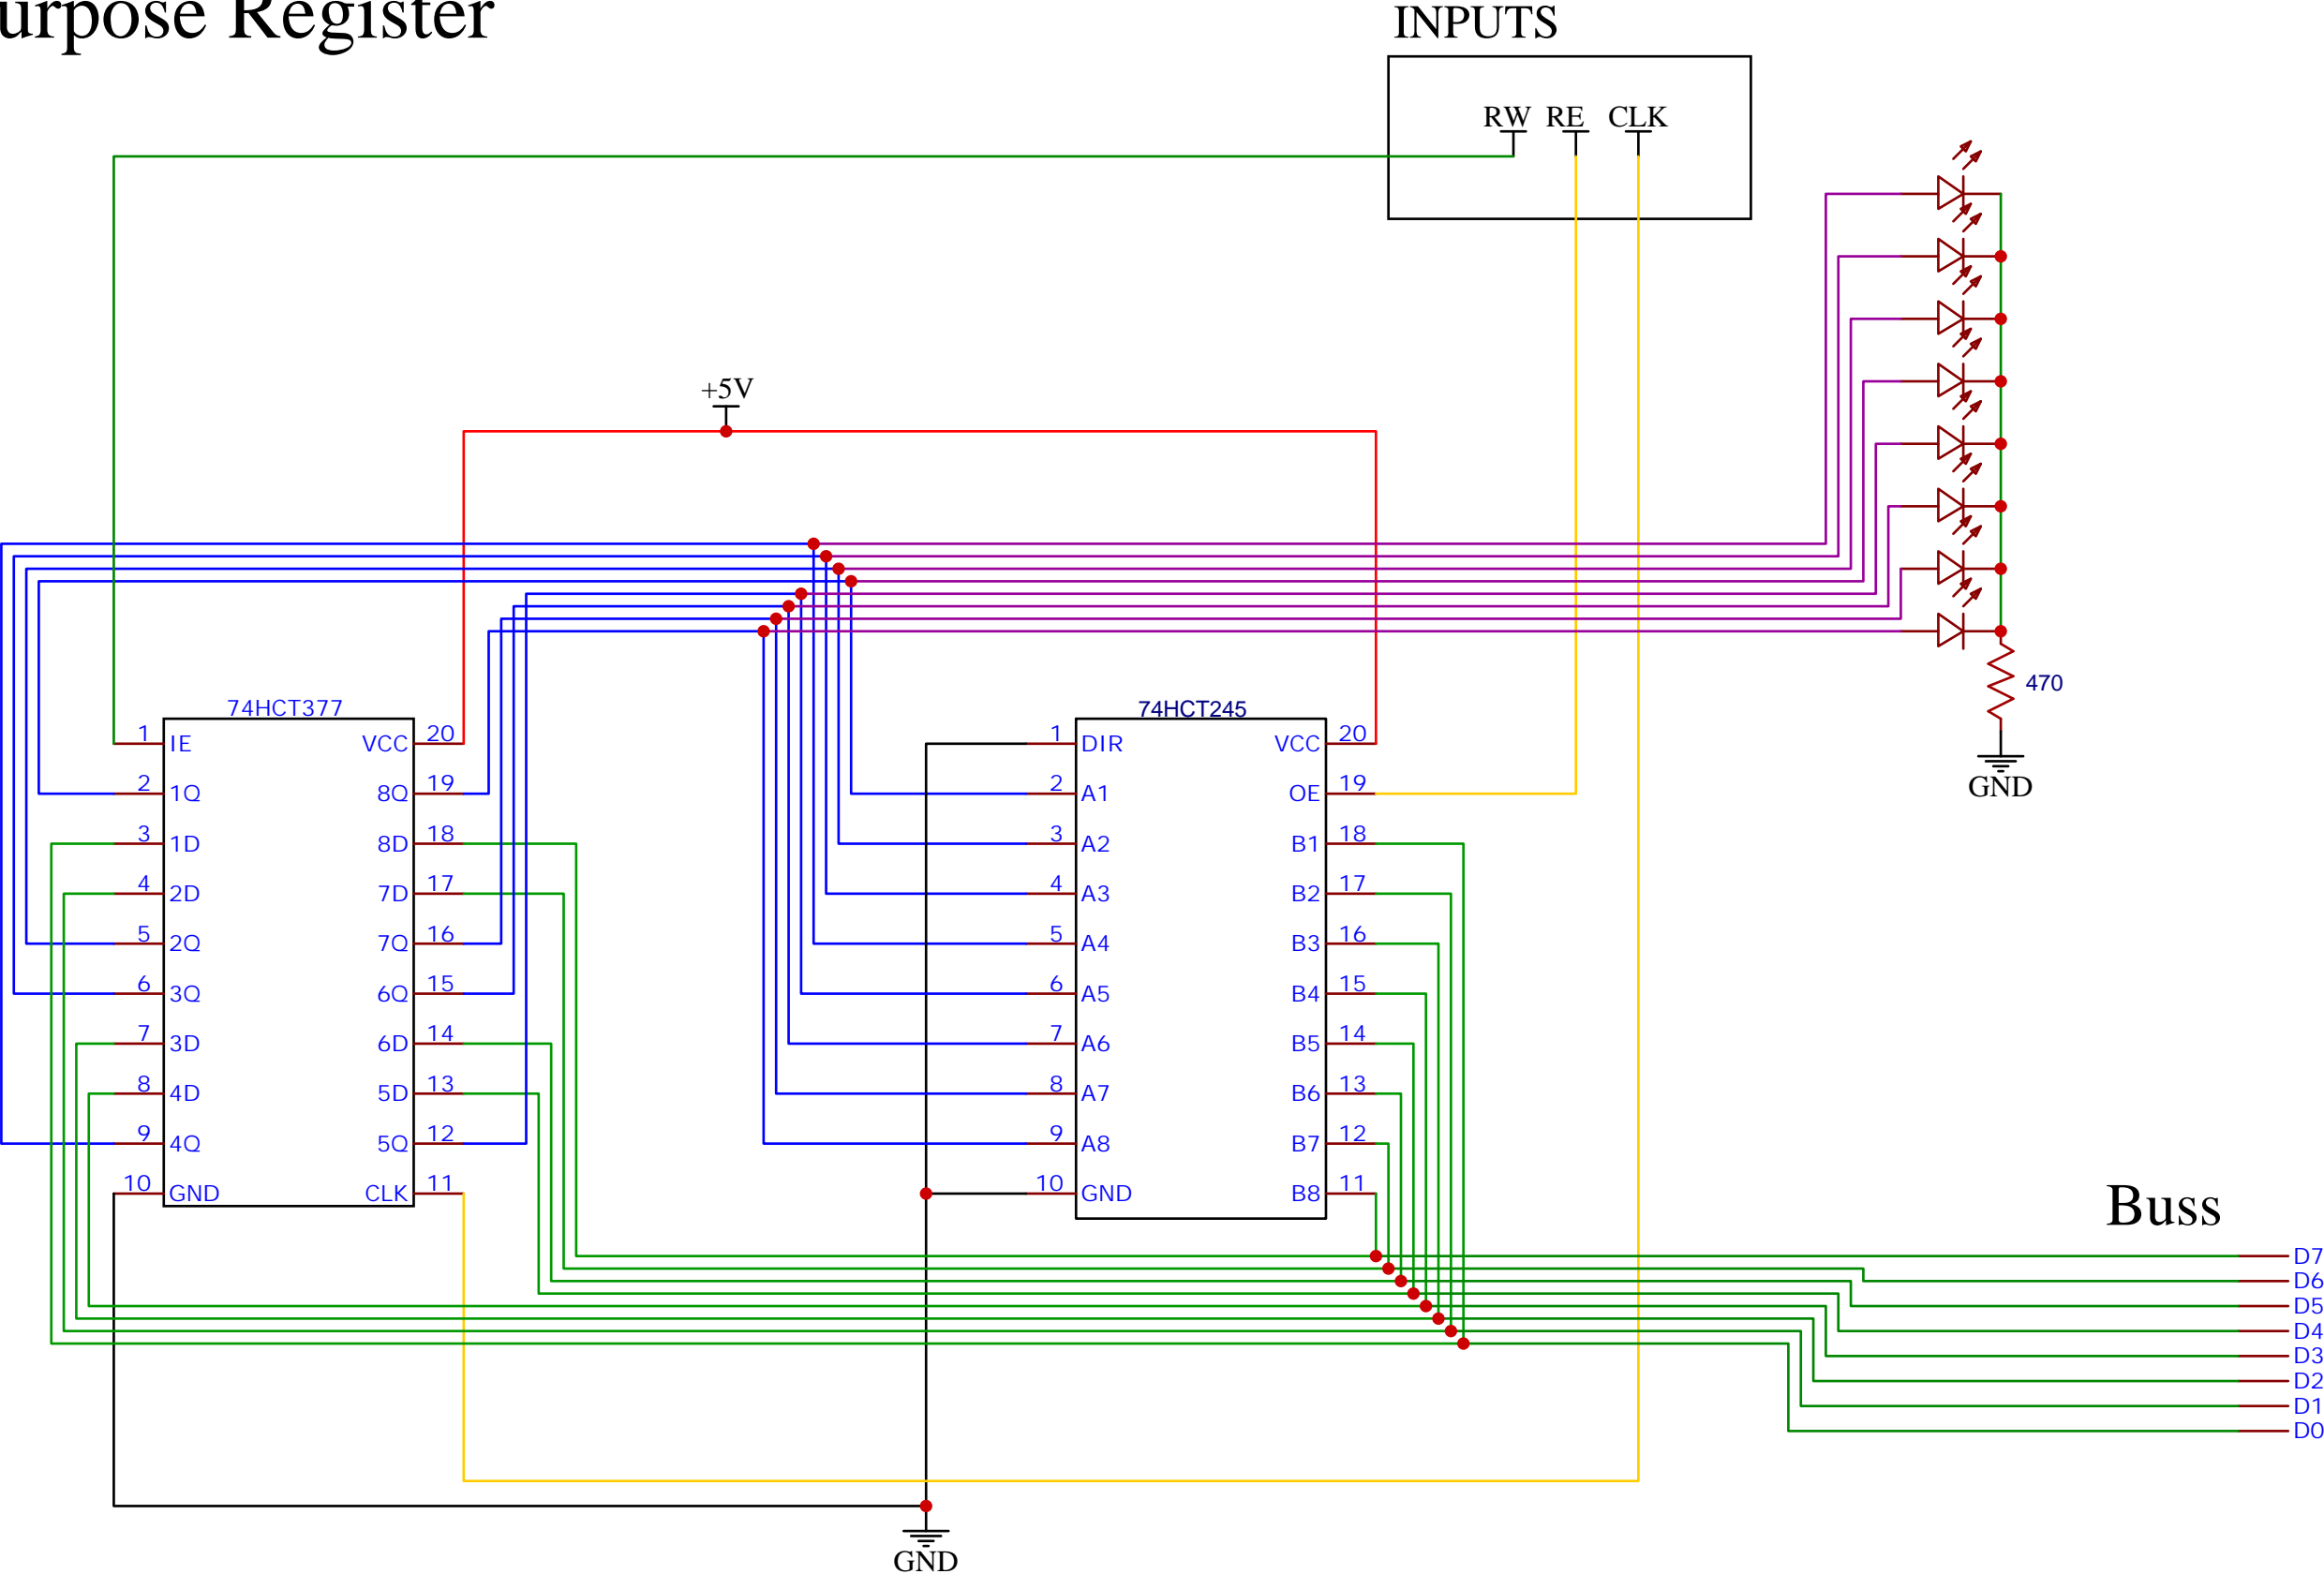 urpose Register
INPUTS
RW RE CLK
+5V
470
GND
74HCT377
1 IE VCC 20
2 1Q 8Q 19
3 1D 8D 18
4 2D 7D 17
5 2Q 7Q 16
6 3Q 6Q 15
7 3D 6D 14
8 4D 5D 13
9 4Q 5Q 12
10 GND CLK 11
74HCT245
1 DIR VCC 20
2 A1 OE 19
3 A2 B1 18
4 A3 B2 17
5 A4 B3 16
6 A5 B4 15
7 A6 B5 14
8 A7 B6 13
9 A8 B7 12
10 GND B8 11
Buss
D7
D6
D5
D4
D3
D2
D1
D0
GND